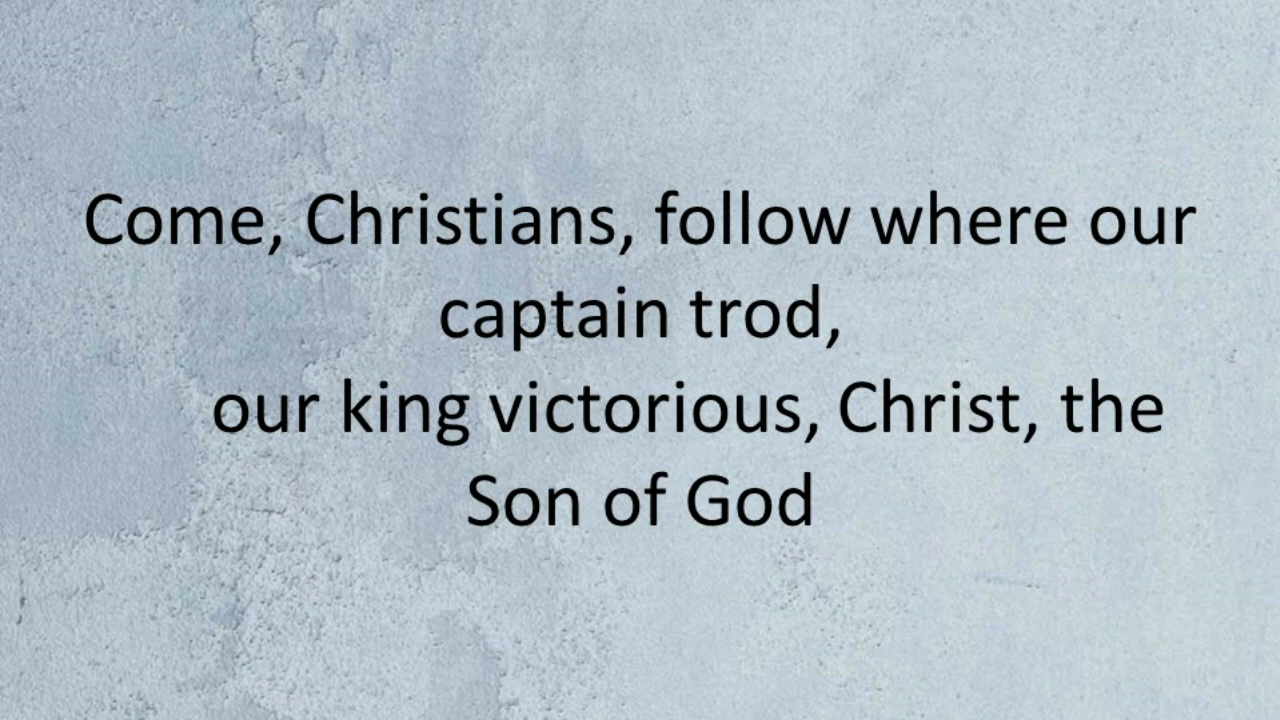 Come, Christians, follow where our
captain trod,
our king victorious, Christ, the
Son of God